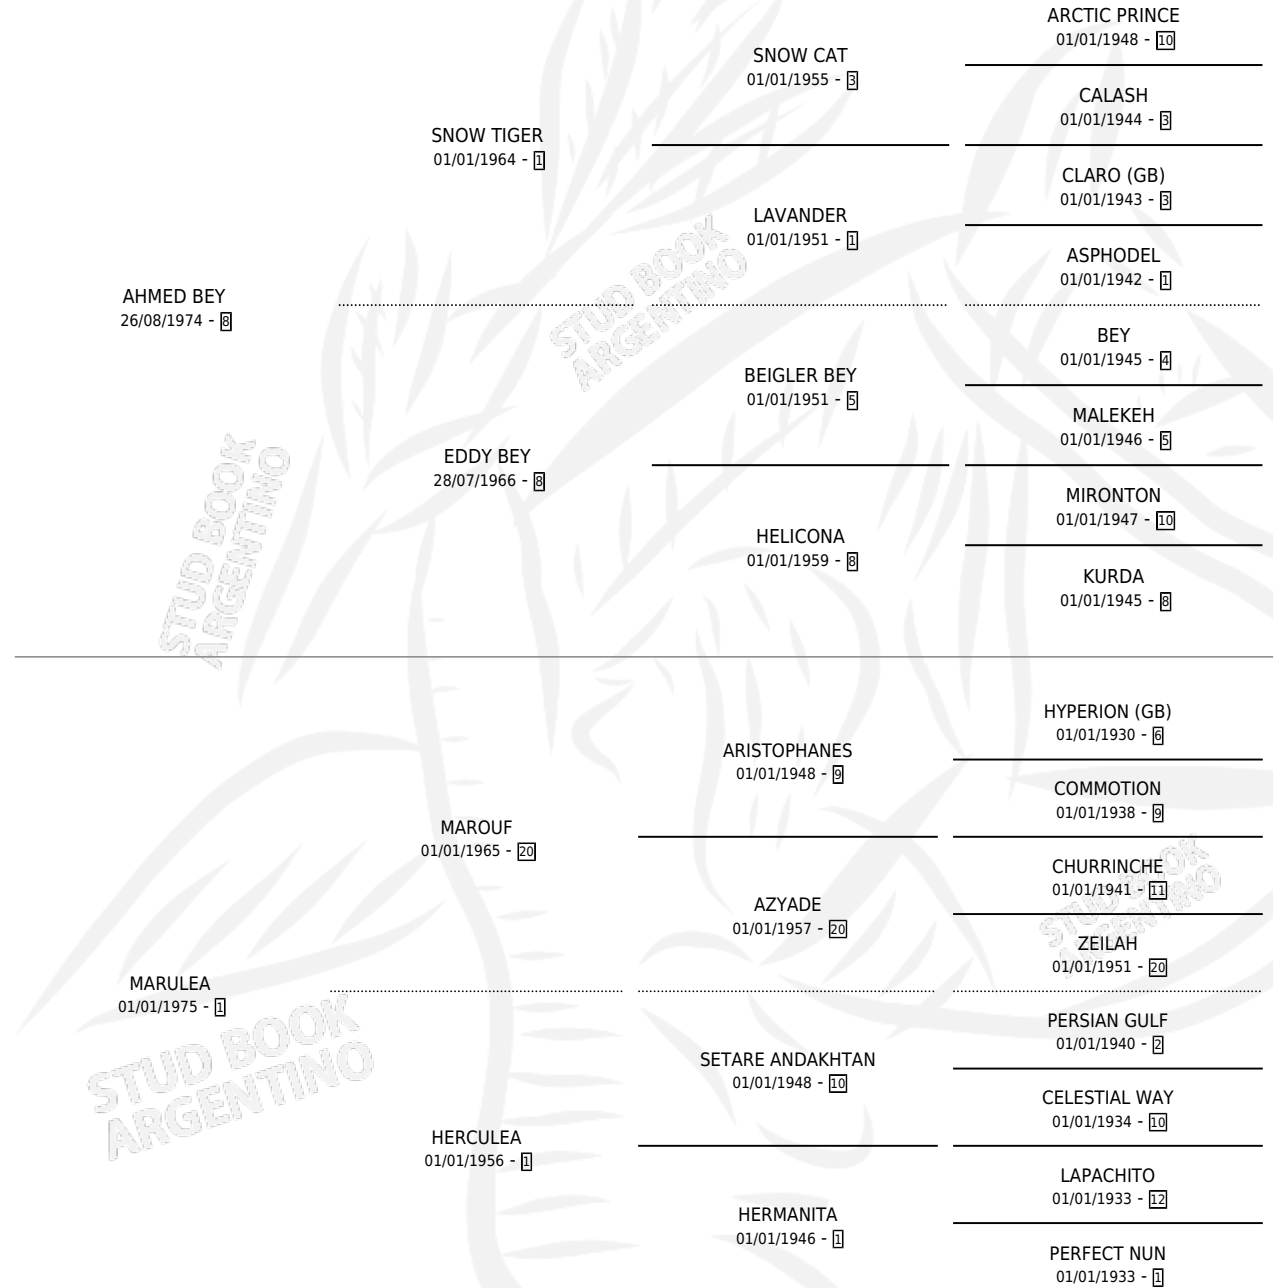 ARCTIC PRINCE
01/01/1948 - 10
SNOW CAT
01/01/1955 - 3
CALASH
01/01/1944 - 3
SNOW TIGER
01/01/1964 - 1
CLARO (GB)
01/01/1943 - 3
LAVANDER
01/01/1951 - 1
ASPHODEL
01/01/1942 - 1
AHMED BEY
26/08/1974 - 8
BEY
01/01/1945 - 4
BEIGLER BEY
01/01/1951 - 5
MALEKEH
01/01/1946 - 5
EDDY BEY
28/07/1966 - 8
MIRONTON
01/01/1947 - 10
HELICONA
01/01/1959 - 8
KURDA
01/01/1945 - 8
HYPERION (GB)
01/01/1930 - 6
ARISTOPHANES
01/01/1948 - 9
COMMOTION
01/01/1938 - 9
MAROUF
01/01/1965 - 20
CHURRINCHE
01/01/1941 - 11
AZYADE
01/01/1957 - 20
ZEILAH
01/01/1951 - 20
MARULEA
01/01/1975 - 1
PERSIAN GULF
01/01/1940 - 2
SETARE ANDAKHTAN
01/01/1948 - 10
CELESTIAL WAY
01/01/1934 - 10
HERCULEA
01/01/1956 - 1
LAPACHITO
01/01/1933 - 12
HERMANITA
01/01/1946 - 1
PERFECT NUN
01/01/1933 - 1
STUD BOOK
ARGENTINO
STUD BOOK
ARGENTINO
STUD BOOK
ARGENTINO
STUD BOOK
ARGENTINO